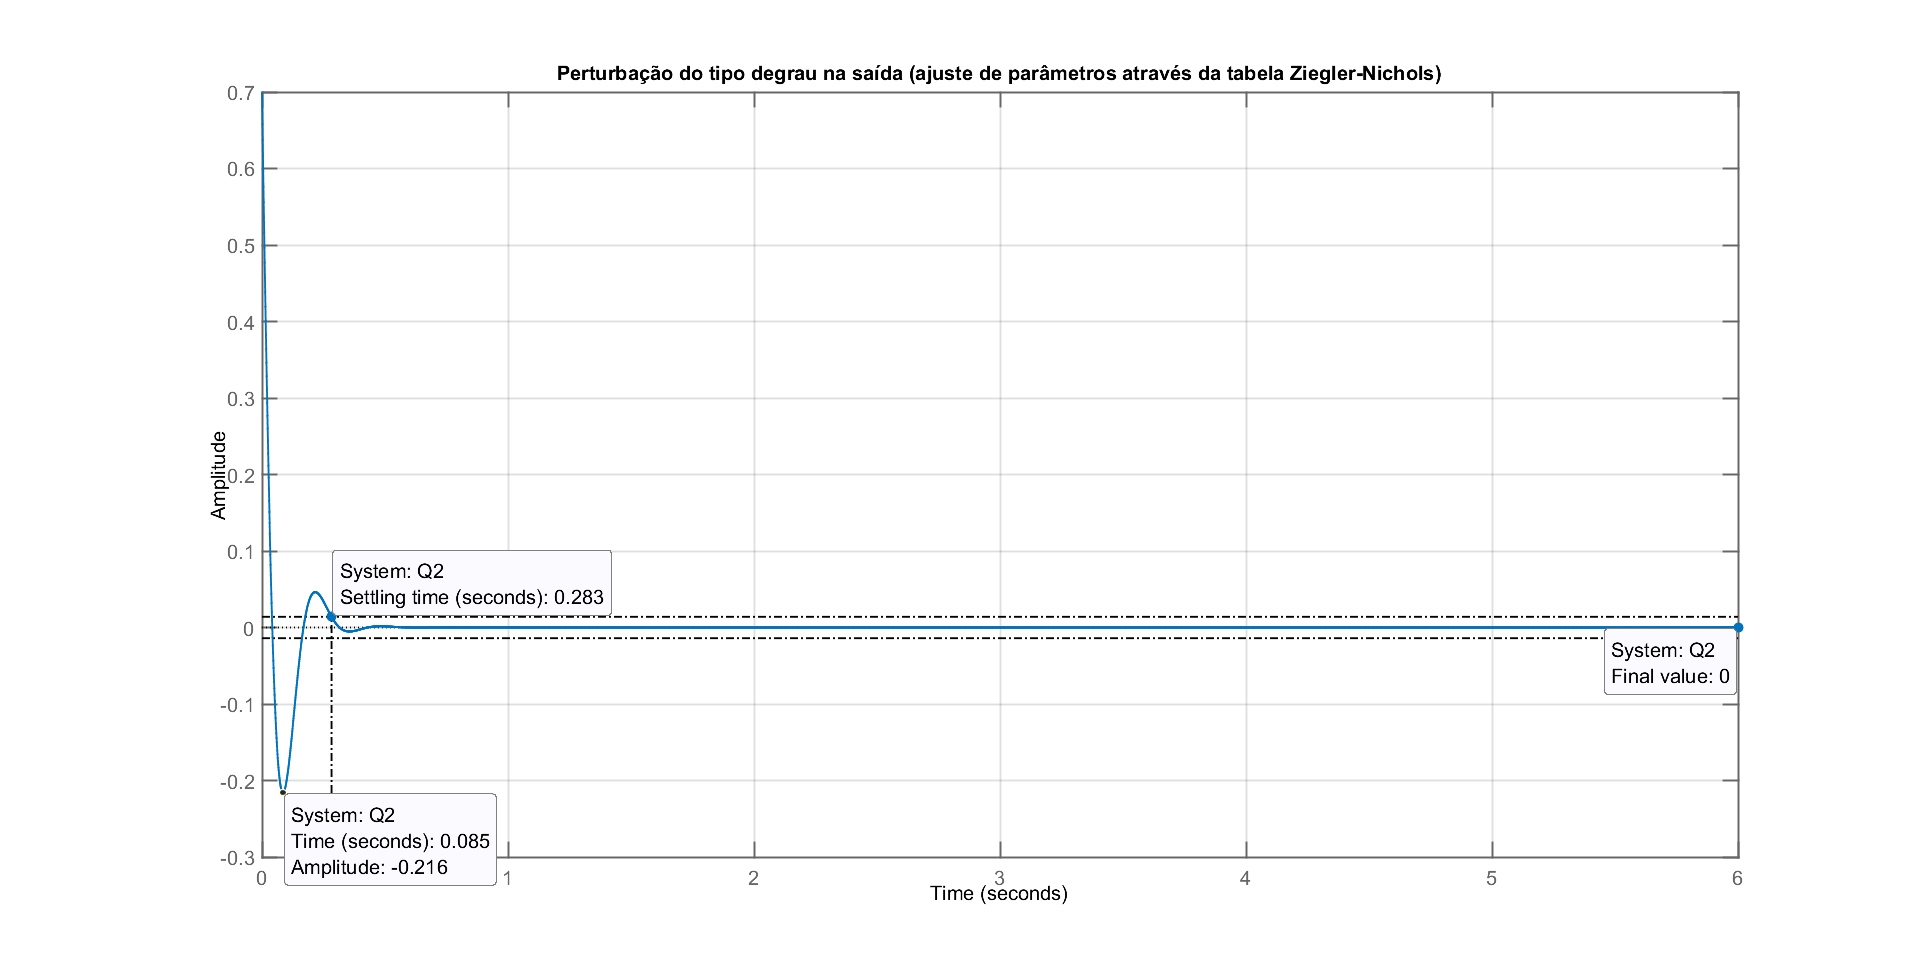 Perturbação do tipo degrau na saída (ajuste de parâmetros através da tabela Ziegler-Nichols)
0.7
0.6
0.5
0.4
0.3
0.2
0.1
0
-0.1
-0.2
-0.3
Amplitude
System: Q2
Settling time (seconds): 0.283
System: Q2
Final value: 0
System: Q2
Time (seconds): 0.085
Amplitude: -0.216
0
1
2
3
4
5
6
Time (seconds)